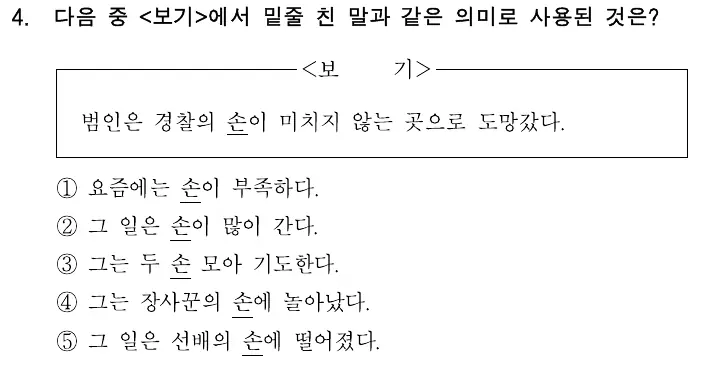 4. 다음 중 <보기>에서 밑줄 친 말과 같은 의미로 사용된 것은?
<보 기>
범인은 경찰의 손이 미치지 않는 곳으로 도망갔다.
① 요즘에는 손이 부족하다.
② 그 일은 손이 많이 간다.
③ 그는 두 손 모아 기도한다.
④ 그는 장사꾼의 손에 놀아났다.
⑤ 그 일은 선배의 손에 떨어졌다.